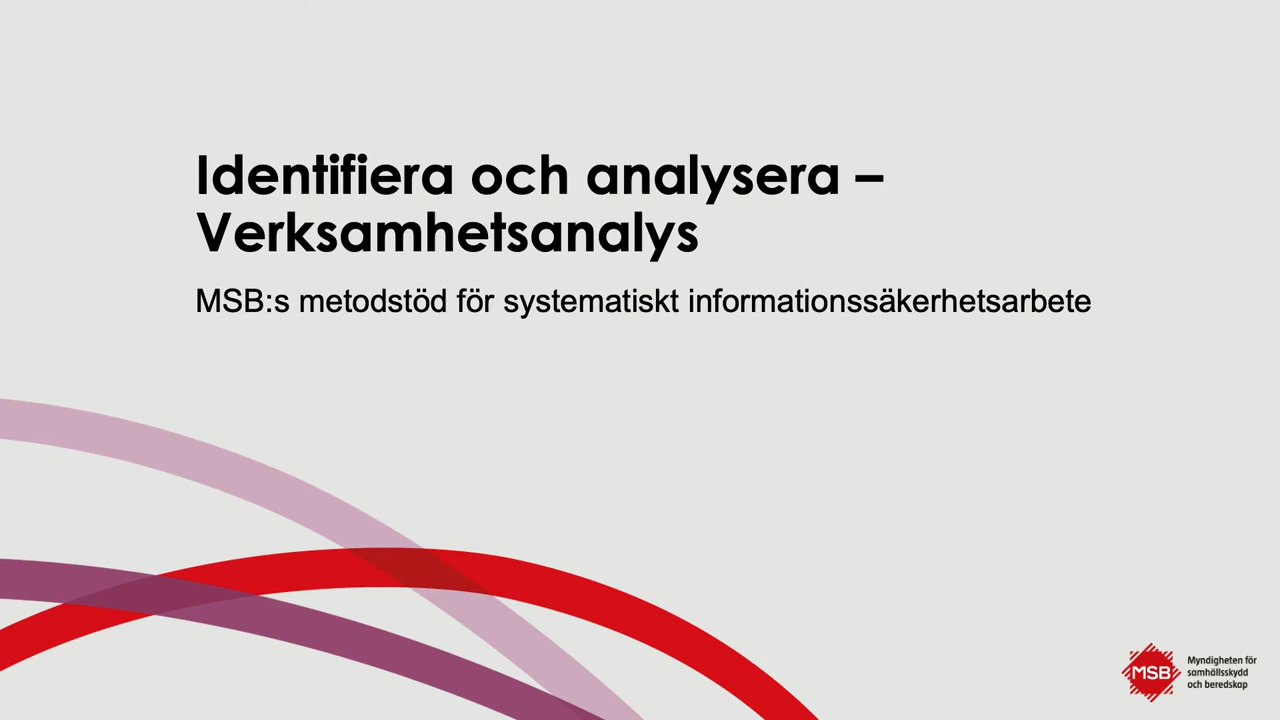 Identifiera och analysera –
Verksamhetsanalys
MSB:s metodstöd för systematiskt informationssäkerhetsarbete
MSB
Myndigheten för
samhällsskydd
och beredskap